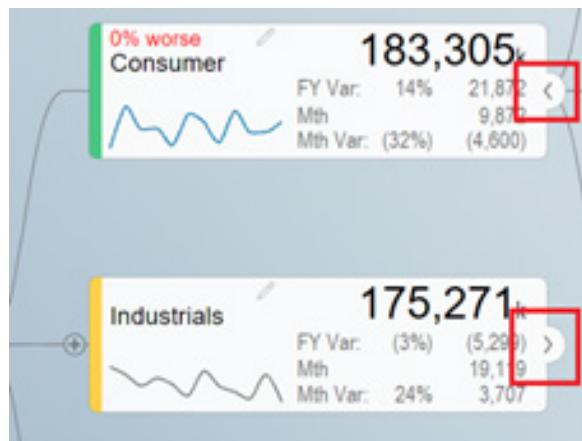 0% worse
Consumer
183,305k
FY Var: 14% 21,872
Mth 9,872
Mth Var: (32%) (4,600)
Industrials
175,271k
FY Var: (3%) (5,299)
Mth 19,119
Mth Var: 24% 3,707